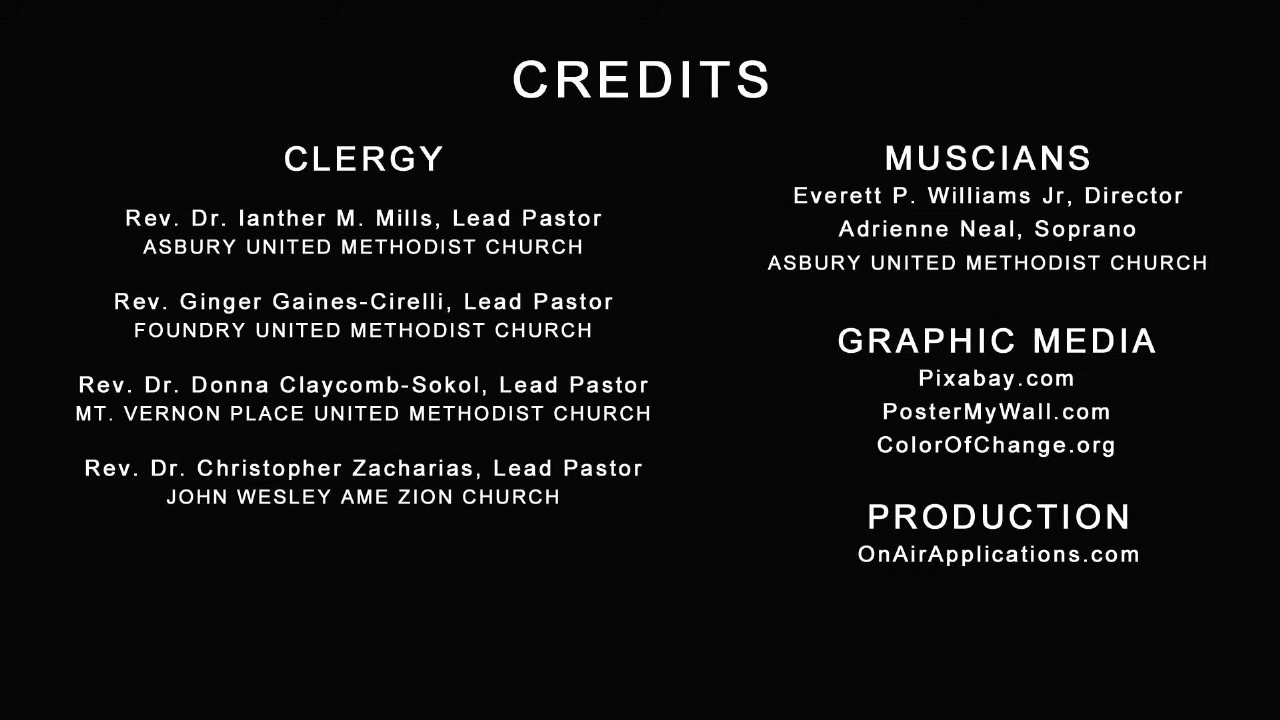 CREDITS
CLERGY
Rev. Dr. Ianther M. Mills, Lead Pastor
ASBURY UNITED METHODIST CHURCH
Rev. Ginger Gaines-Cirelli, Lead Pastor
FOUNDRY UNITED METHODIST CHURCH
Rev. Dr. Donna Claycomb-Sokol, Lead Pastor
MT. VERNON PLACE UNITED METHODIST CHURCH
Rev. Dr. Christopher Zacharias, Lead Pastor
JOHN WESLEY AME ZION CHURCH
MUSCIANS
Everett P. Williams Jr, Director
Adrienne Neal, Soprano
ASBURY UNITED METHODIST CHURCH
GRAPHIC MEDIA
Pixabay.com
PosterMyWall.com
ColorOfChange.org
PRODUCTION
OnAirApplications.com